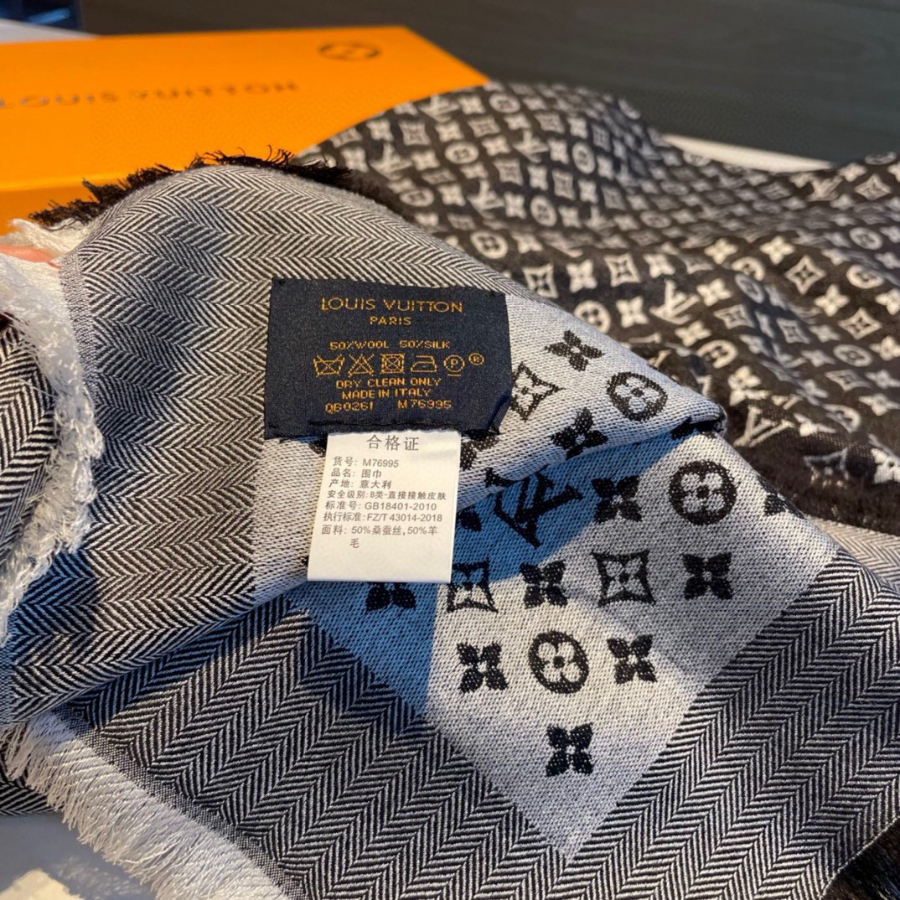 LOUIS VUITTON
LOUIS VUITTON
PARIS
50%WOOL 50%SILK
P ®
DRY CLEAN ONLY
MADE IN ITALY
QB0261 M76995
合格证
货号: M76995
品名: 围巾
产地: 意大利
安全级别: B类-直接接触皮肤
标准号: GB18401-2010
执行标准: FZ/T 43014-2018
面料: 50%桑蚕丝,50%羊
毛